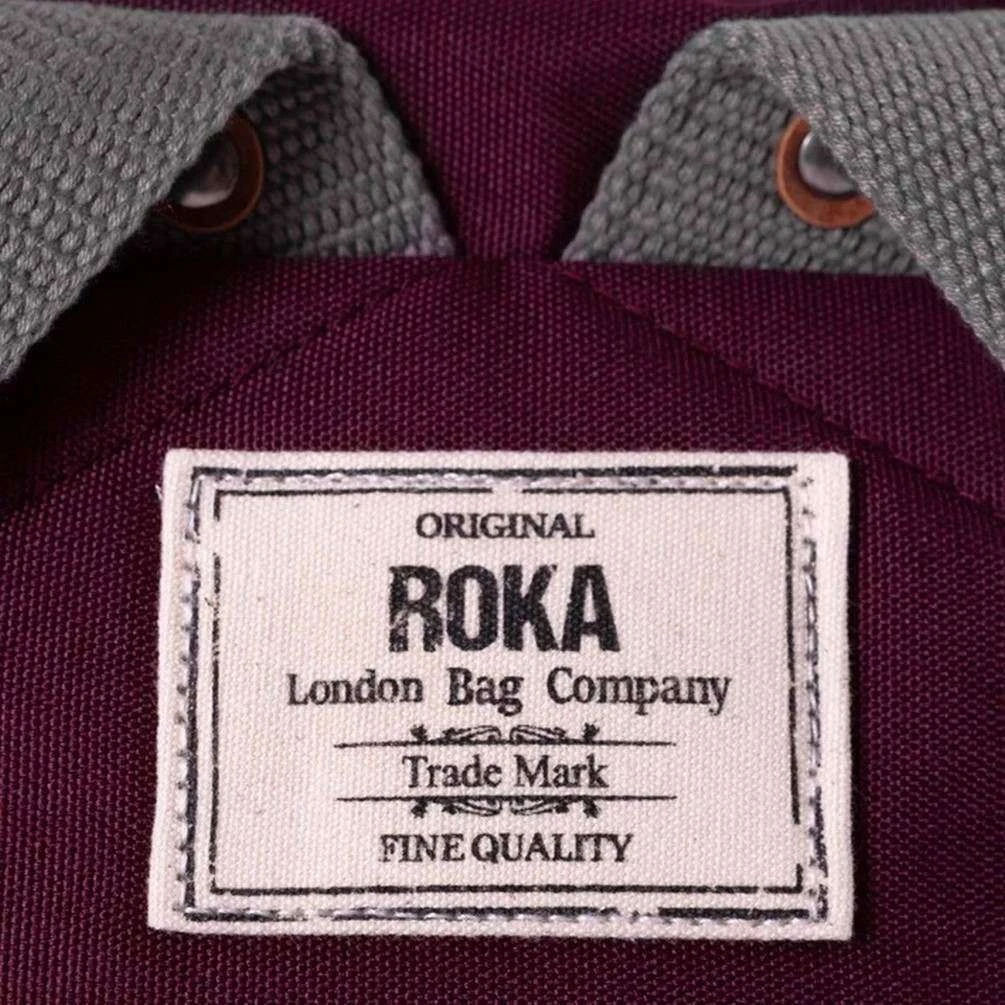 ORIGINAL
ROKA
London Bag Company
Trade Mark
FINE QUALITY